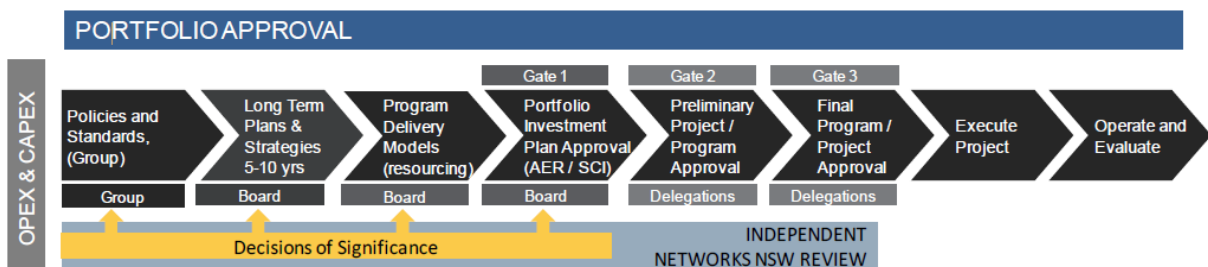 PORTFOLIO APPROVAL
OPEX & CAPEX
Gate 1
Gate 2
Gate 3
Policies and
Standards,
(Group)
Long Term
Plans &
Strategies
5-10 yrs
Program
Delivery
Models
(resourcing)
Portfolio
Investment
Plan Approval
(AER / SCI)
Preliminary
Project /
Program
Approval
Final
Program /
Project
Approval
Execute
Project
Operate and
Evaluate
Group
Board
Board
Board
Delegations
Delegations
Decisions of Significance
INDEPENDENT
NETWORKS NSW REVIEW